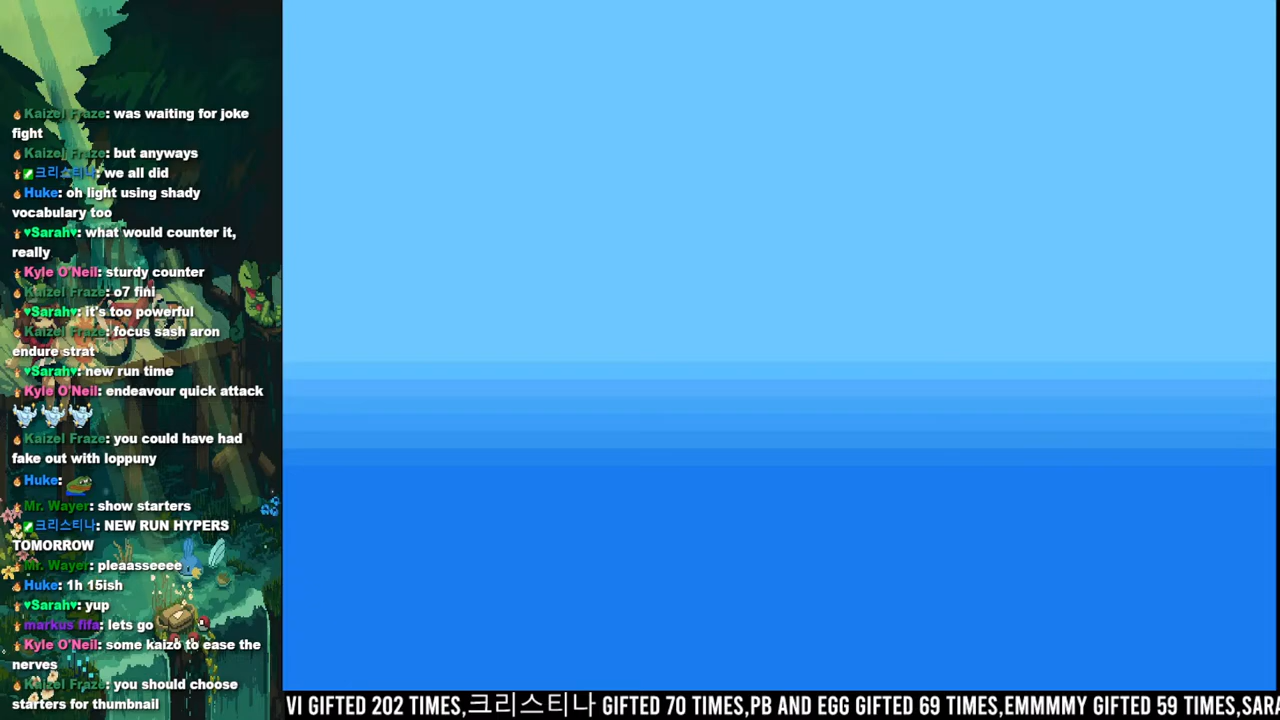 Kaizel Fraze: was waiting for joke
fight
Kaizel Fraze: but anyways
크리스티나: we all did
Huke: oh light using shady
vocabulary too
♥Sarah♥: what would counter it,
really
Kyle O'Neil: sturdy counter
Kaizel Fraze: o7 fini
♥Sarah♥: it's too powerful
Kaizel Fraze: focus sash aron
endure strat
♥Sarah♥: new run time
Kyle O'Neil: endeavour quick attack
Kaizel Fraze: you could have had
fake out with loppuny
Huke:
Mr. Wayer: show starters
크리스티나: NEW RUN HYPERS
TOMORROW
Mr. Wayer: pleaasseeee
Huke: 1h 15ish
♥Sarah♥: yup
markus fifa: lets go
Kyle O'Neil: some kaizo to ease the
nerves
Kaizel Fraze: you should choose
starters for thumbnail
VI GIFTED 202 TIMES,크리스티나 GIFTED 70 TIMES,PB AND EGG GIFTED 69 TIMES,EMMMMY GIFTED 59 TIMES,SARA